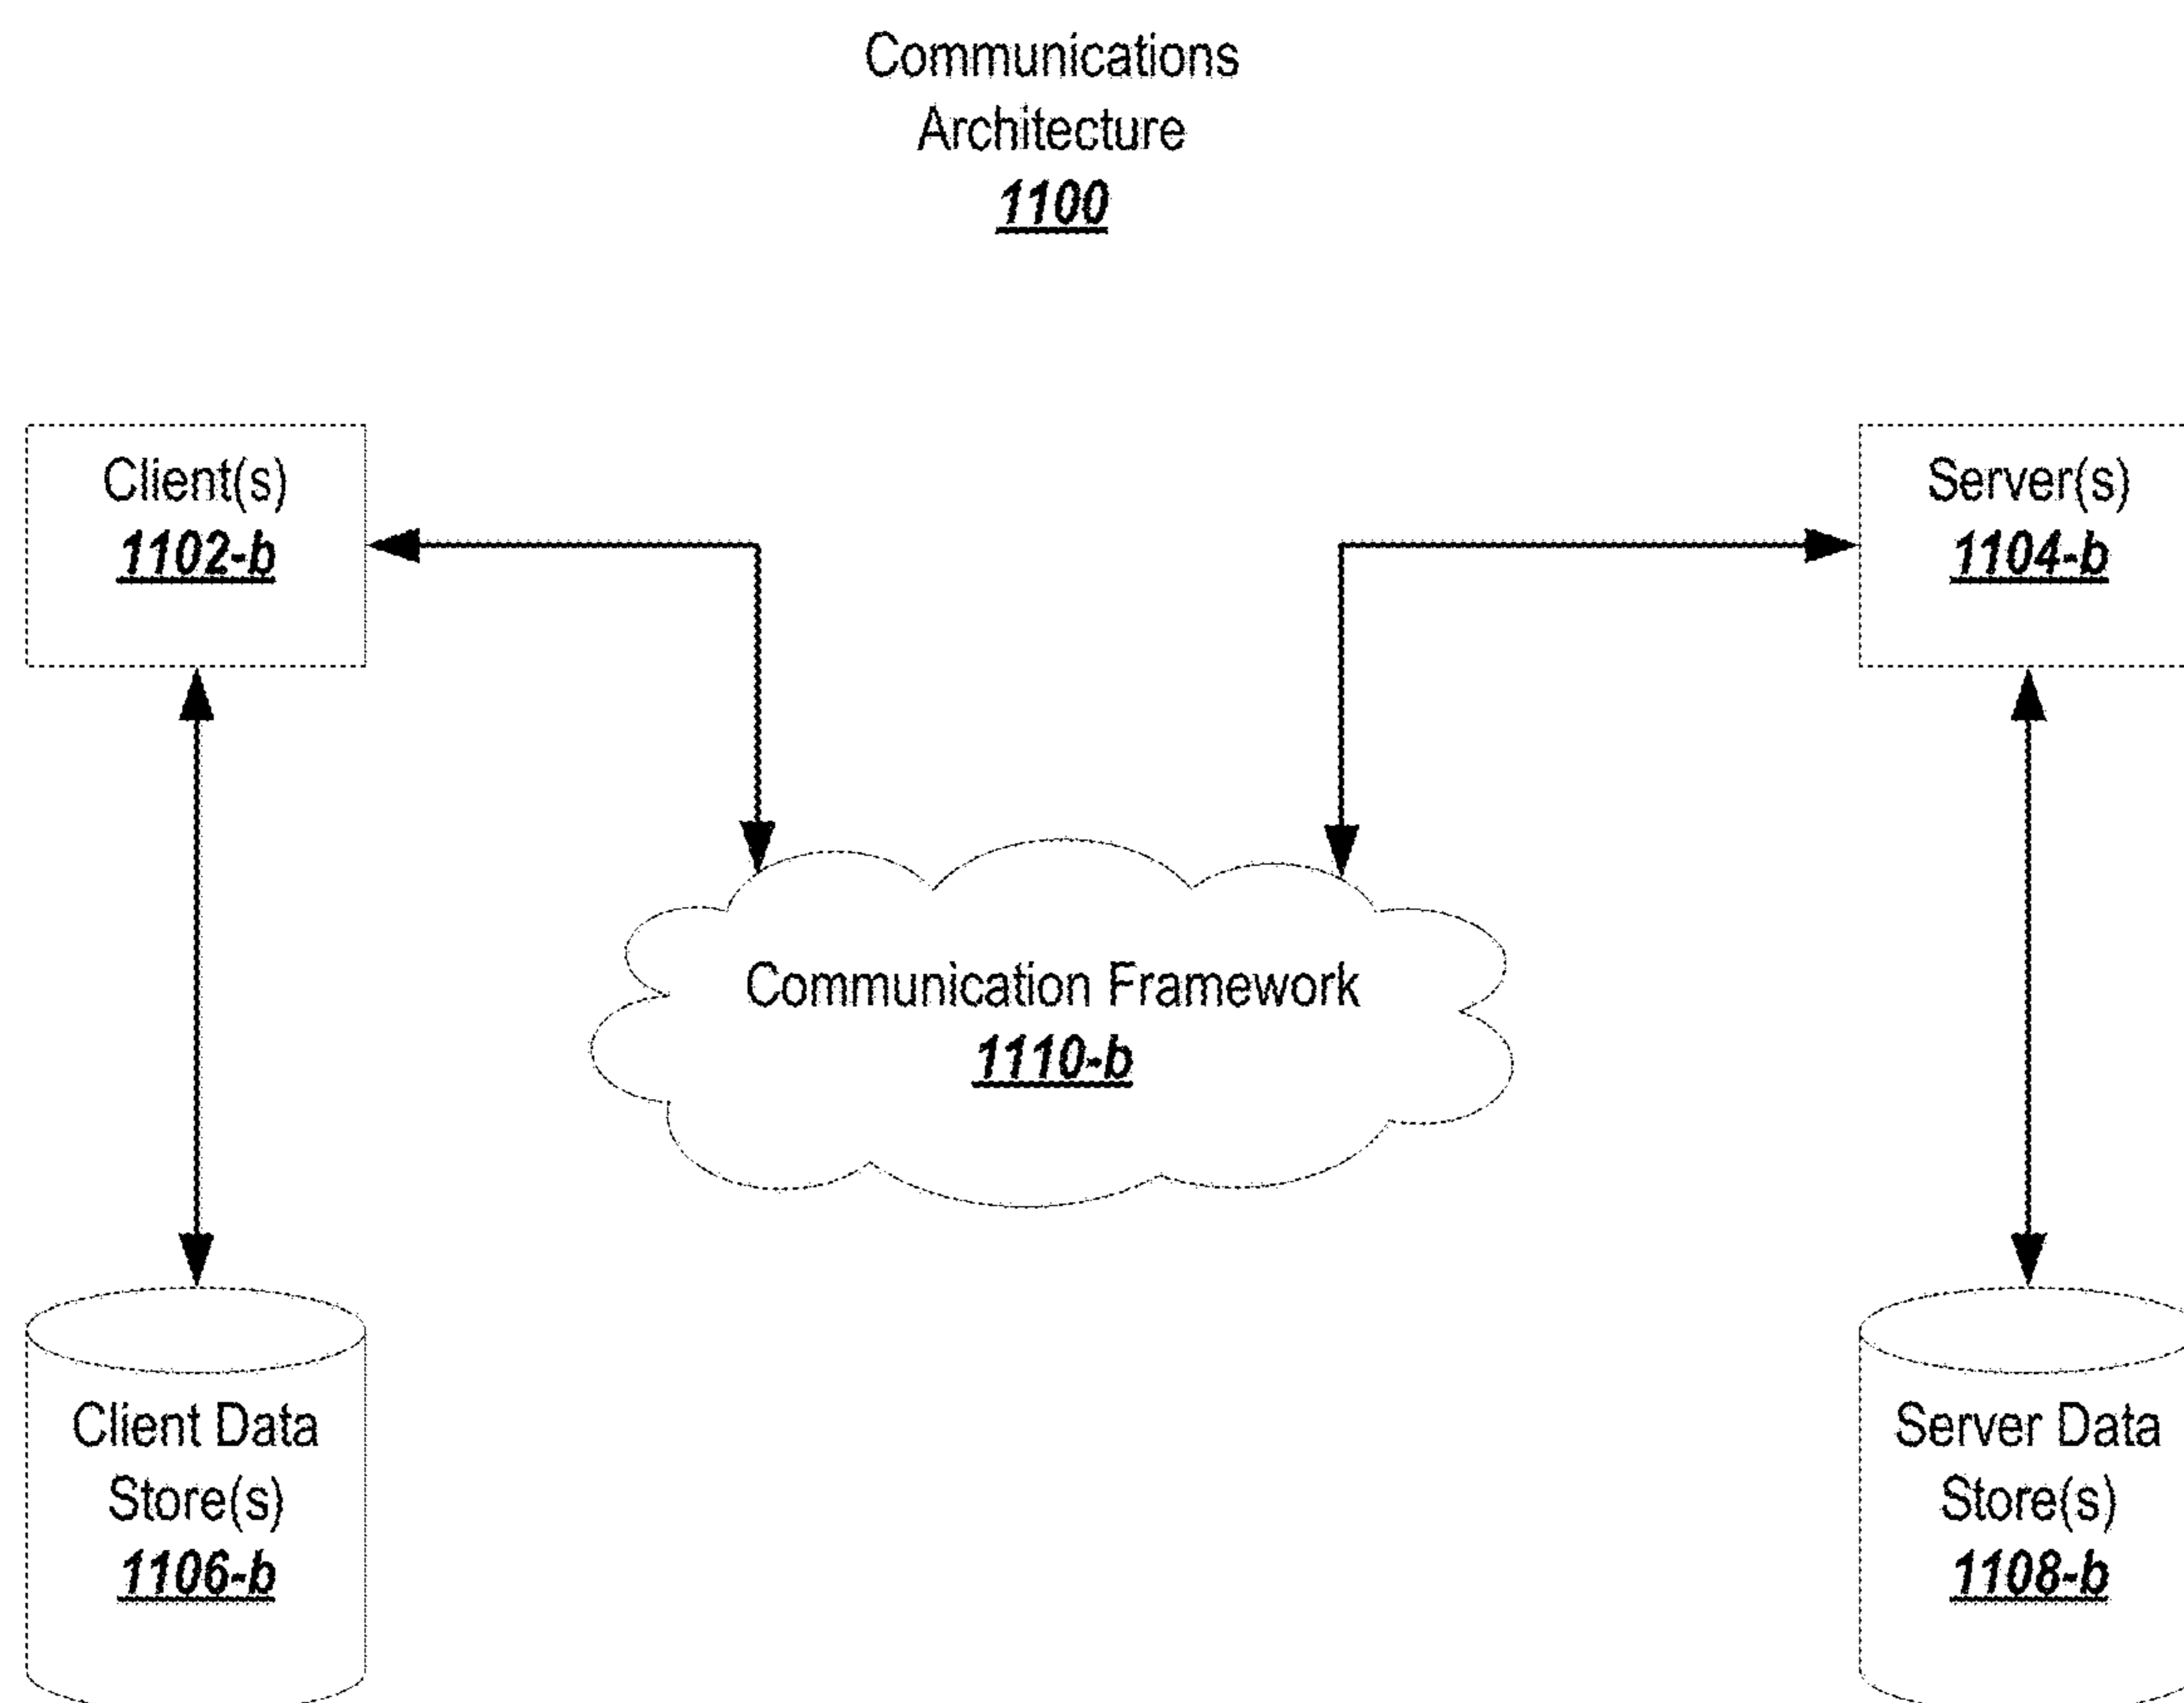 Communications
Architecture
1100
Client(s)
1102-b
Server(s)
1104-b
Communication Framework
1110-b
Client Data
Store(s)
1106-b
Server Data
Store(s)
1108-b